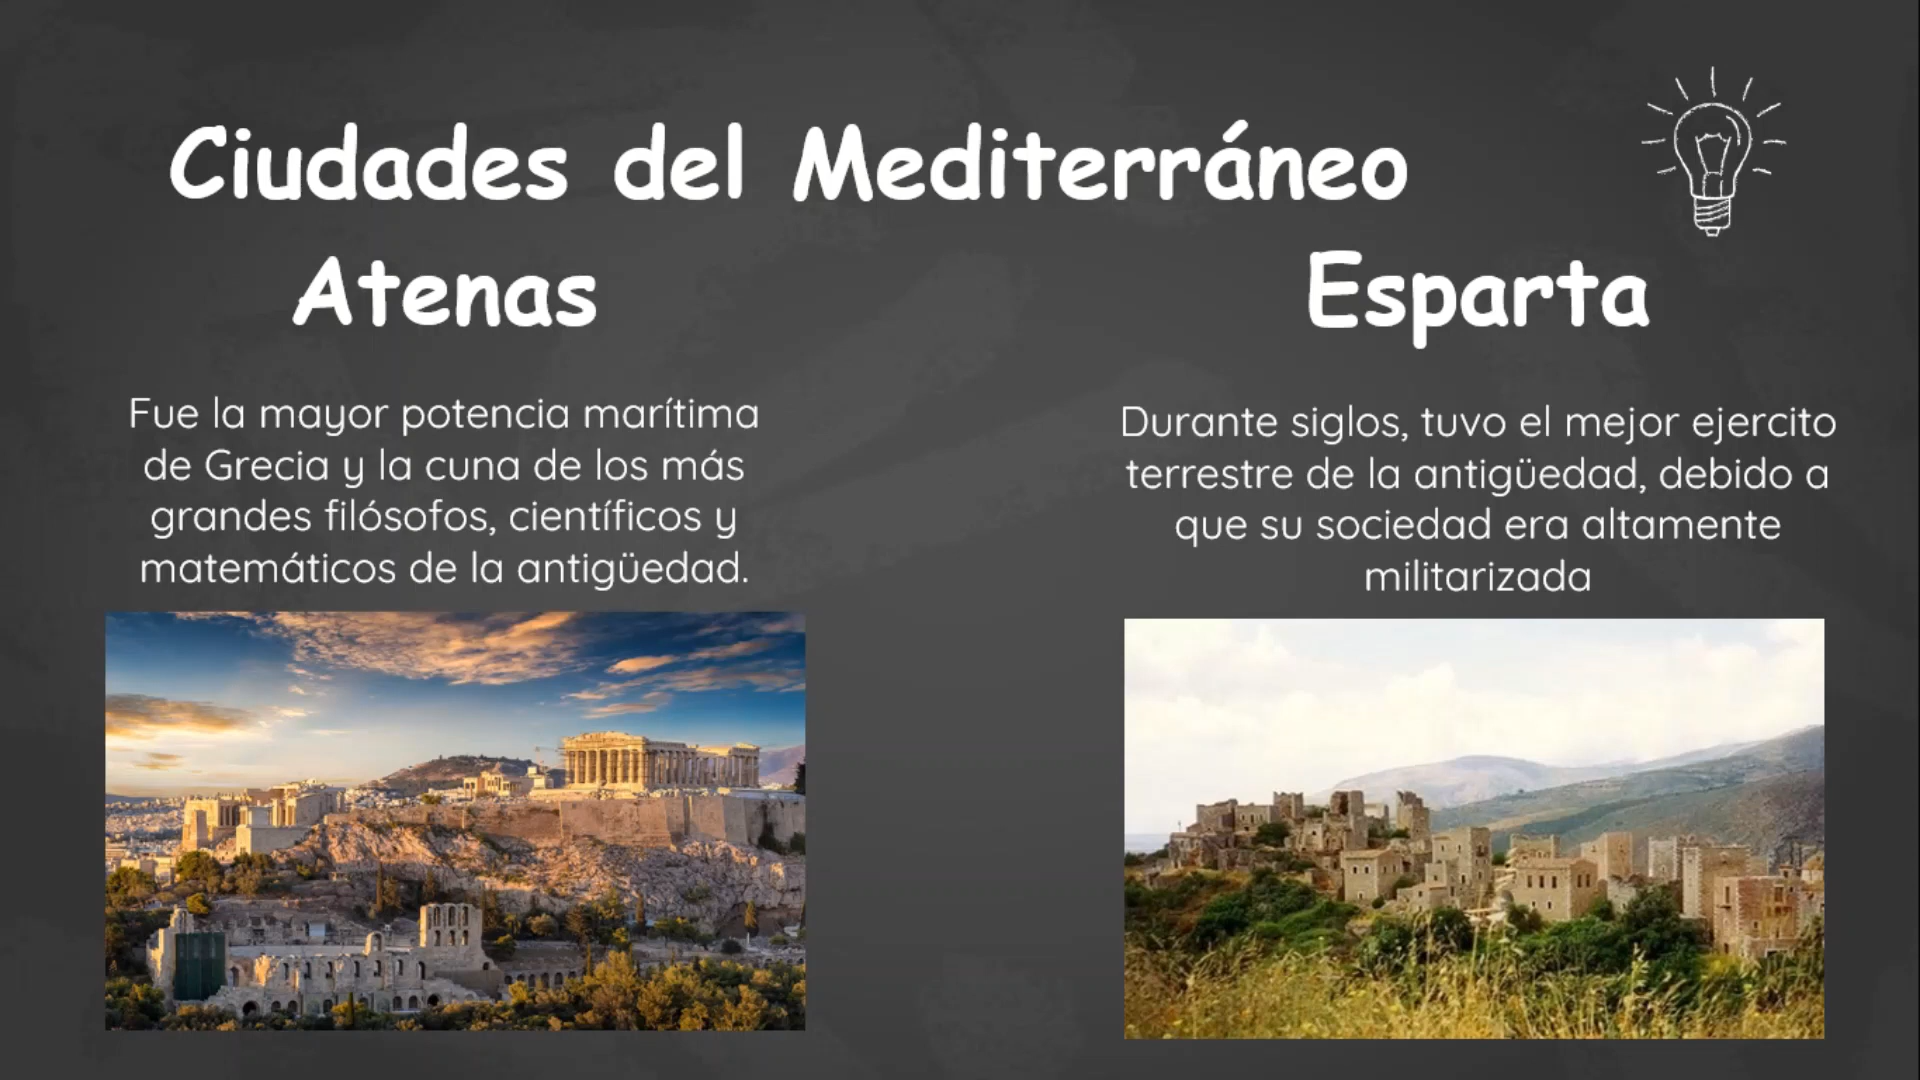 Ciudades del Mediterráneo
Atenas
Fue la mayor potencia marítima
de Grecia y la cuna de los más
grandes filósofos, científicos y
matemáticos de la antigüedad.
Esparta
Durante siglos, tuvo el mejor ejercito
terrestre de la antigüedad, debido a
que su sociedad era altamente
militarizada